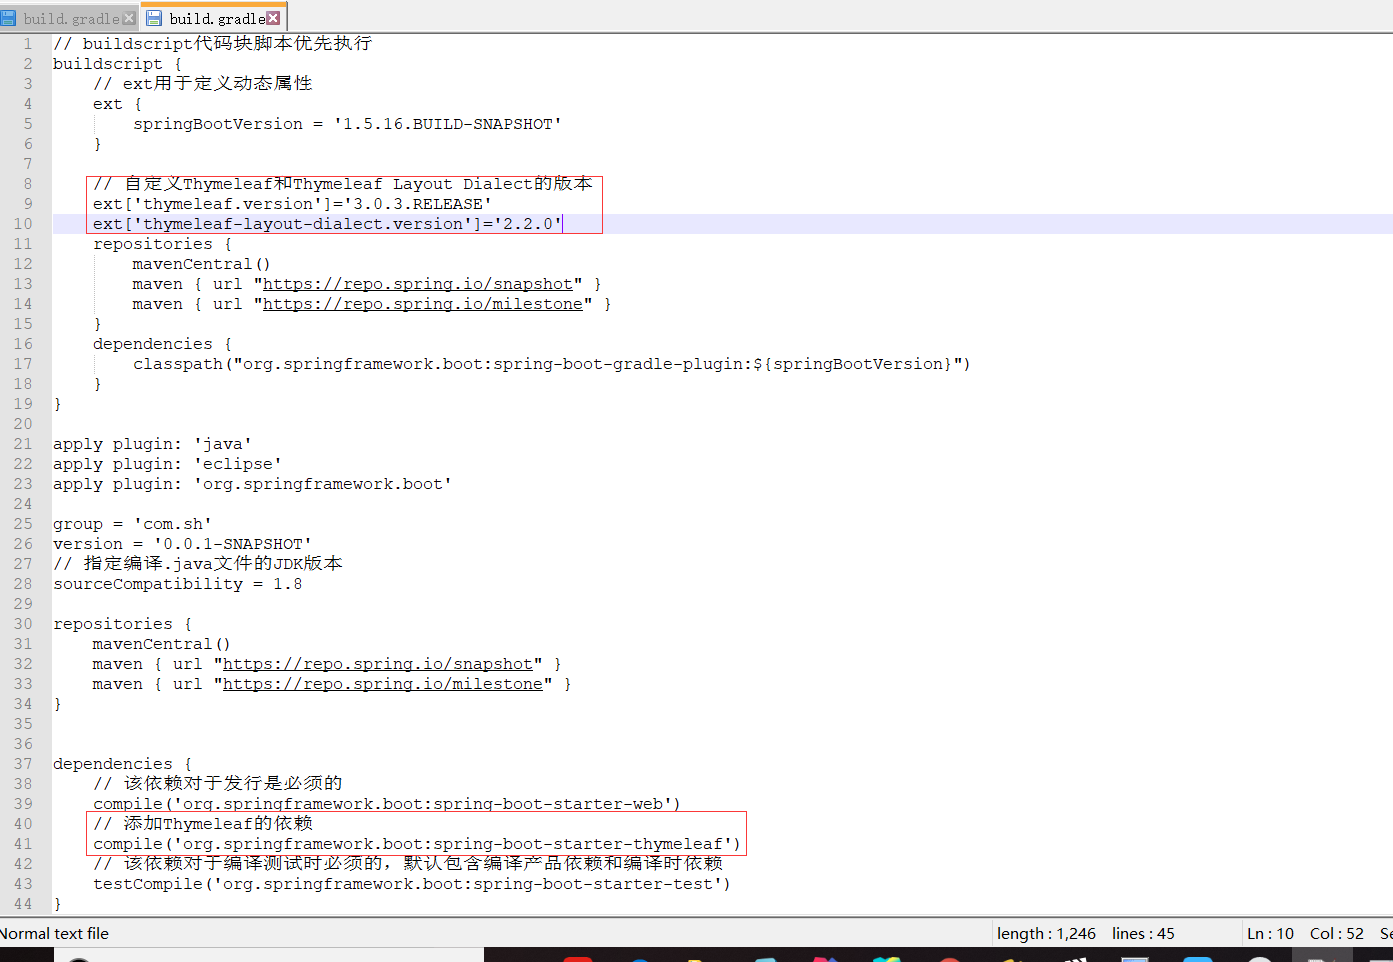 build.gradle build.gradle
1 // buildscript代码块脚本优先执行
2 buildscript {
3 // ext用于定义动态属性
4 ext {
5 springBootVersion = '1.5.16.BUILD-SNAPSHOT'
6 }
7
8 // 自定义Thymeleaf和Thymeleaf Layout Dialect的版本
9 ext['thymeleaf.version']='3.0.3.RELEASE'
10 ext['thymeleaf-layout-dialect.version']='2.2.0'
11 repositories {
12 mavenCentral()
13 maven { url "https://repo.spring.io/snapshot" }
14 maven { url "https://repo.spring.io/milestone" }
15 }
16 dependencies {
17 classpath("org.springframework.boot:spring-boot-gradle-plugin:${springBootVersion}")
18 }
19 }
20
21 apply plugin: 'java'
22 apply plugin: 'eclipse'
23 apply plugin: 'org.springframework.boot'
24
25 group = 'com.sh'
26 version = '0.0.1-SNAPSHOT'
27 // 指定编译.java文件的JDK版本
28 sourceCompatibility = 1.8
29
30 repositories {
31 mavenCentral()
32 maven { url "https://repo.spring.io/snapshot" }
33 maven { url "https://repo.spring.io/milestone" }
34 }
35
36
37 dependencies {
38 // 该依赖对于发行是必须的
39 compile('org.springframework.boot:spring-boot-starter-web')
40 // 添加Thymeleaf的依赖
41 compile('org.springframework.boot:spring-boot-starter-thymeleaf')
42 // 该依赖对于编译测试时必须的，默认包含编译产品依赖和编译时依赖
43 testCompile('org.springframework.boot:spring-boot-starter-test')
44 }
Normal text file length : 1,246 lines : 45 Ln : 10 Col : 52 Se